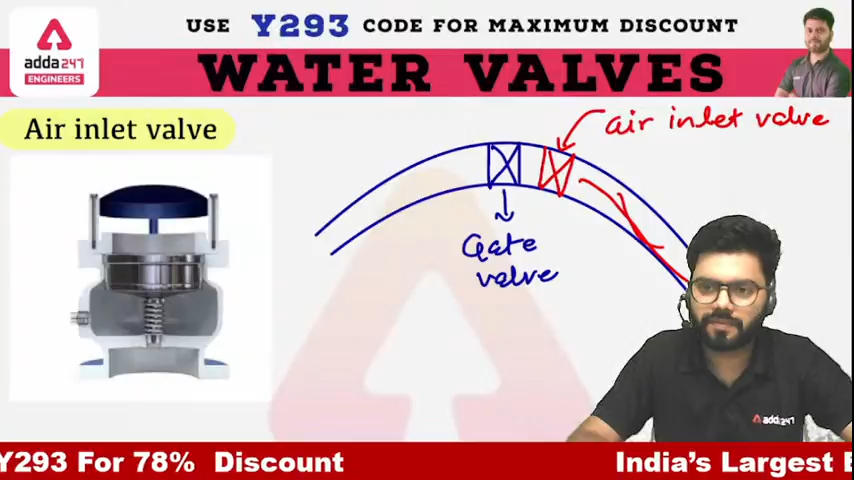 USE Y293 CODE FOR MAXIMUM DISCOUNT
adda247
ENGINEERS
WATER VALVES
Air inlet valve
air inlet valve
Gate
valve
adda247
Y293 For 78% Discount
India's Largest E